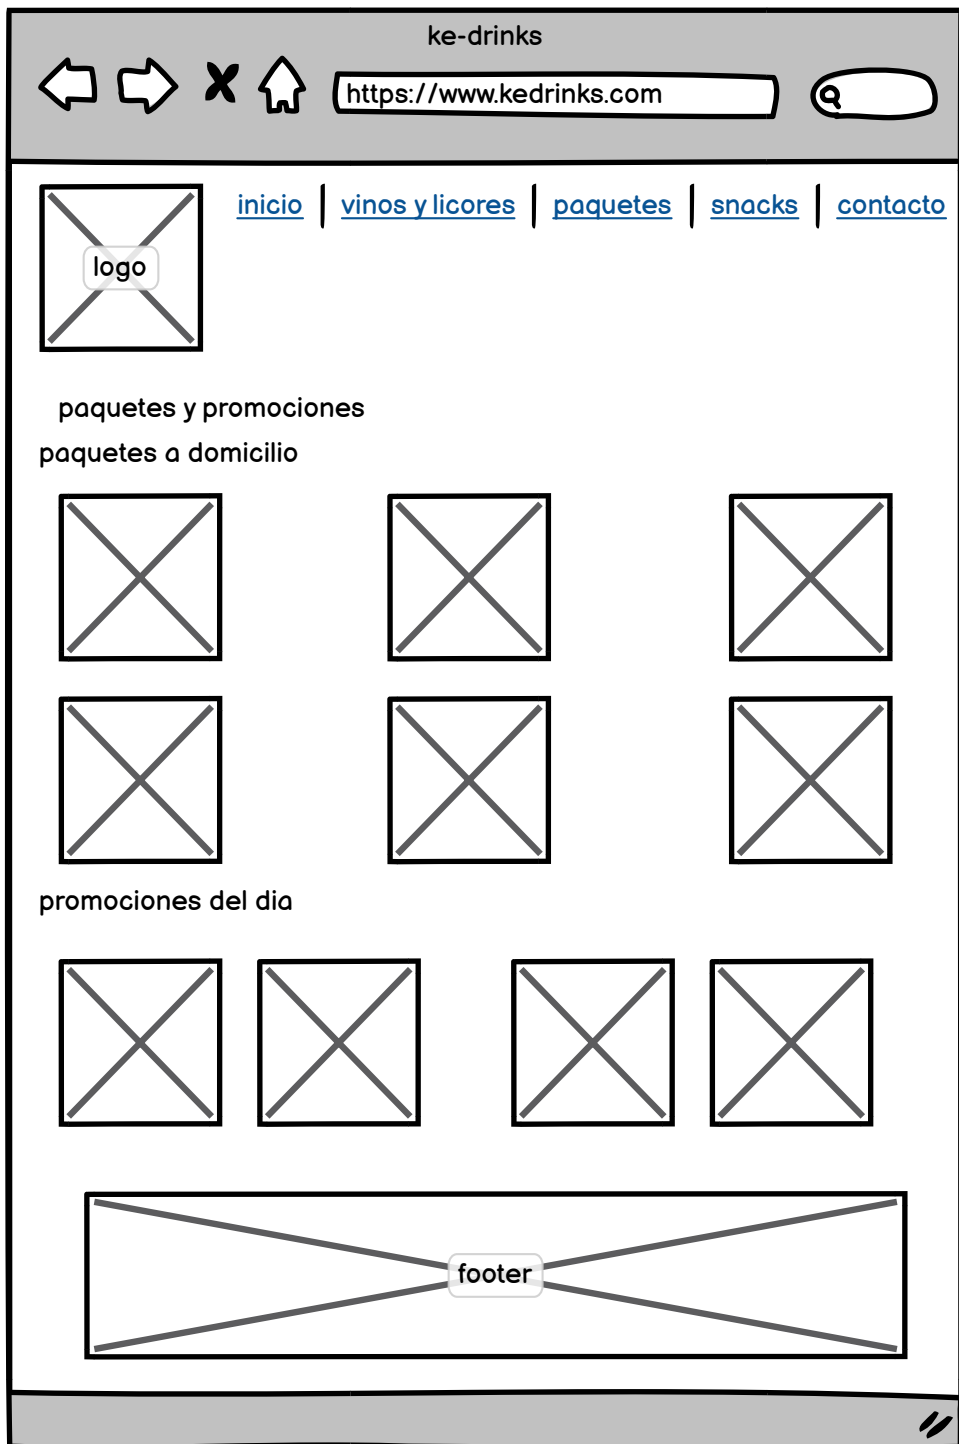 ke-drinks
https://www.kedrinks.com
inicio vinos y licores paquetes snacks contacto
logo
paquetes y promociones
paquetes a domicilio
promociones del dia
footer